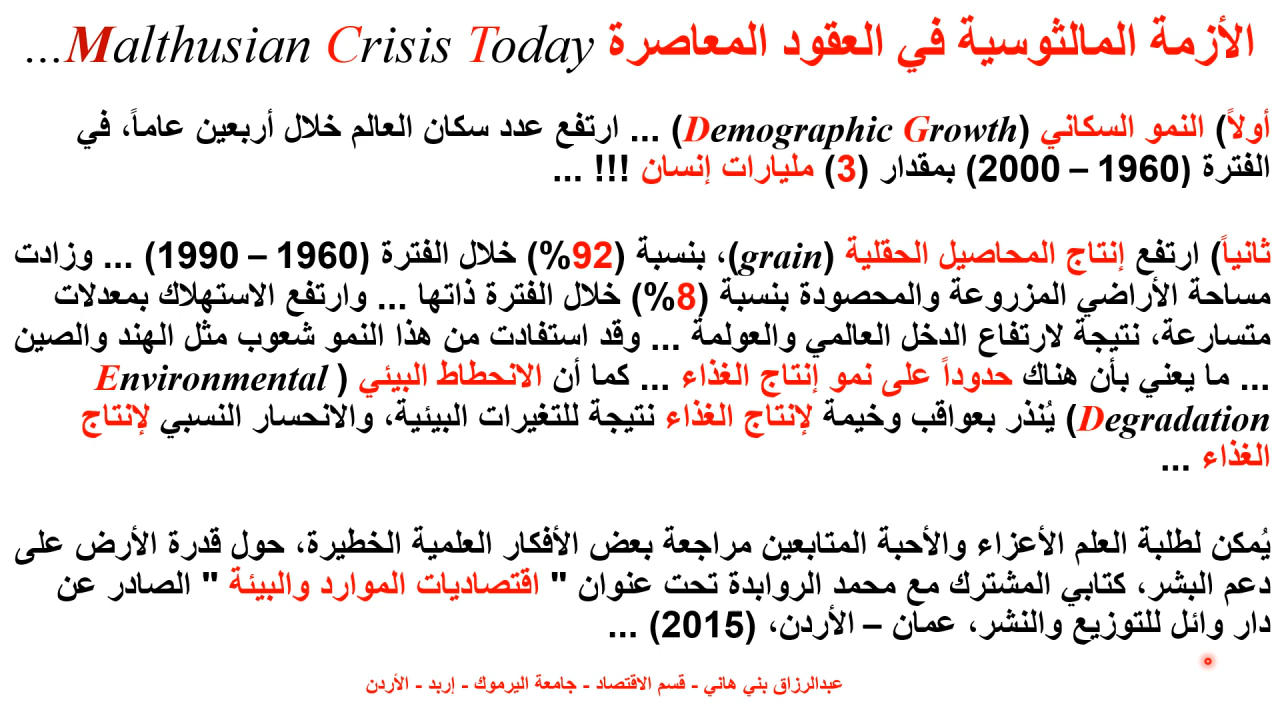 الأزمة المالثوسية في العقود المعاصرة Malthusian Crisis Today...
أولاً) النمو السكاني (Demographic Growth) ... ارتفع عدد سكان العالم خلال أربعين عاماً، في
الفترة (1960 – 2000) بمقدار (3) مليارات إنسان !!! ...
ثانياً) ارتفع إنتاج المحاصيل الحقلية (grain)، بنسبة (92%) خلال الفترة (1960 – 1990) ... وزادت
مساحة الأراضي المزروعة والمحصودة بنسبة (8%) خلال الفترة ذاتها ... وارتفع الاستهلاك بمعدلات
متسارعة، نتيجة لارتفاع الدخل العالمي والعولمة ... وقد استفادت من هذا النمو شعوب مثل الهند والصين
... ما يعني بأن هناك حدوداً على نمو إنتاج الغذاء ... كما أن الانحطاط البيئي (Environmental
Degradation) يُنذر بعواقب وخيمة لإنتاج الغذاء نتيجة للتغيرات البيئية، والانحسار النسبي لإنتاج
الغذاء ...
يُمكن لطلبة العلم الأعزاء والأحبة المتابعين مراجعة بعض الأفكار العلمية الخطيرة، حول قدرة الأرض على
دعم البشر، كتابي المشترك مع محمد الروابدة تحت عنوان " اقتصاديات الموارد والبيئة " الصادر عن
دار وائل للتوزيع والنشر، عمان – الأردن، (2015) ...
عبدالرزاق بني هاني - قسم الاقتصاد - جامعة اليرموك - إربد - الأردن